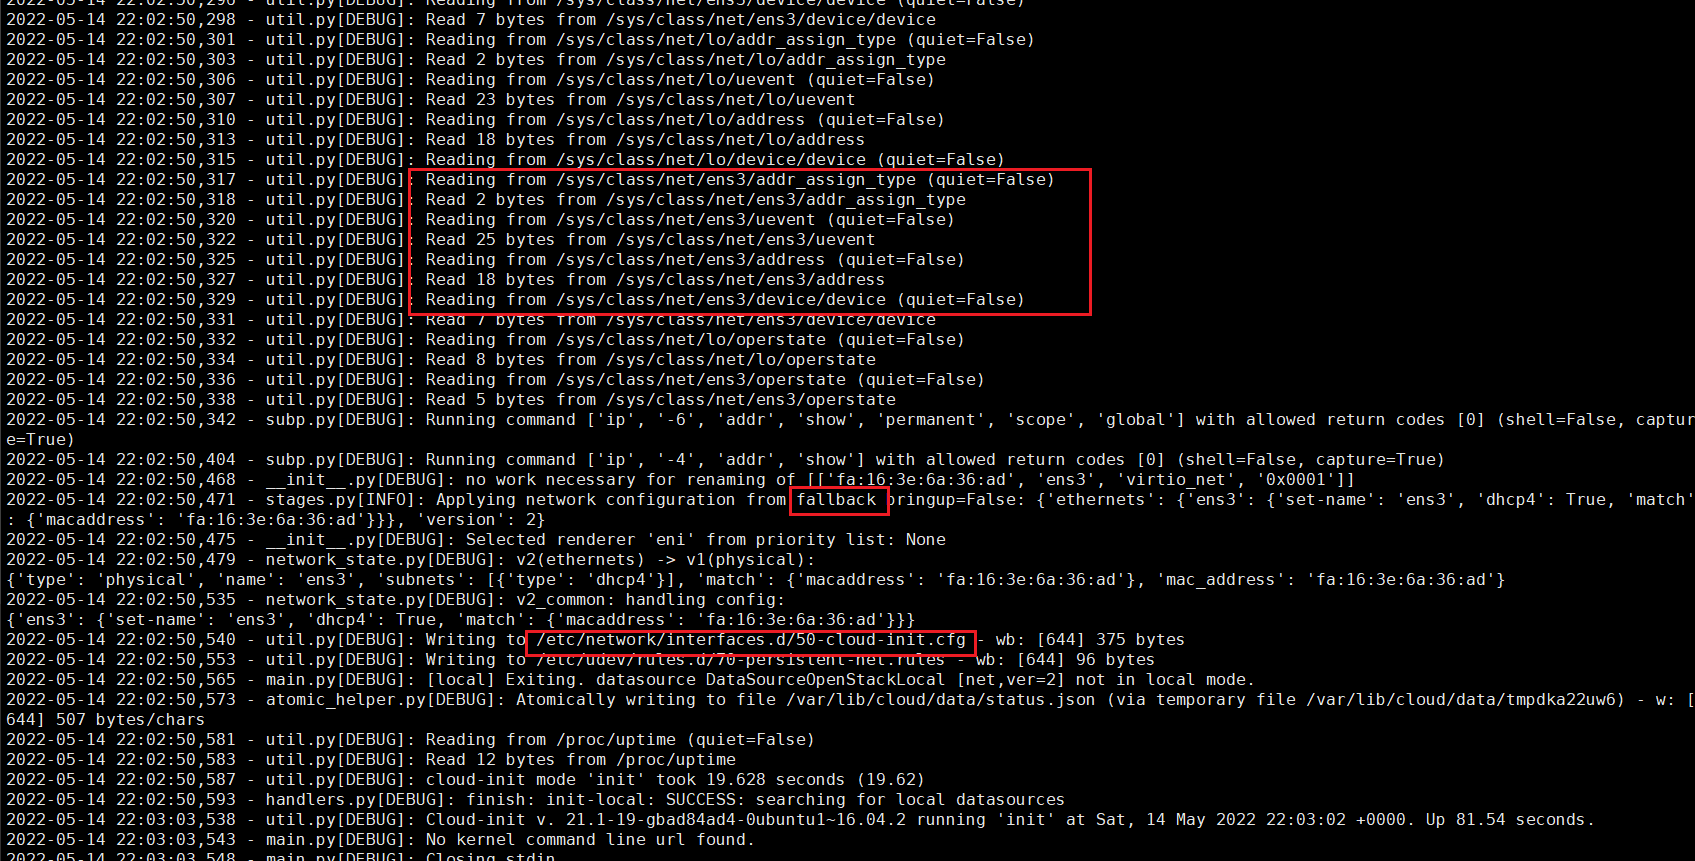 2022-05-14 22:02:50,296 - util.py[DEBUG]: Reading from /sys/class/net/ens3/device/device (quiet=False)
2022-05-14 22:02:50,298 - util.py[DEBUG]: Read 7 bytes from /sys/class/net/ens3/device/device
2022-05-14 22:02:50,301 - util.py[DEBUG]: Reading from /sys/class/net/lo/addr_assign_type (quiet=False)
2022-05-14 22:02:50,303 - util.py[DEBUG]: Read 2 bytes from /sys/class/net/lo/addr_assign_type
2022-05-14 22:02:50,306 - util.py[DEBUG]: Reading from /sys/class/net/lo/uevent (quiet=False)
2022-05-14 22:02:50,307 - util.py[DEBUG]: Read 23 bytes from /sys/class/net/lo/uevent
2022-05-14 22:02:50,310 - util.py[DEBUG]: Reading from /sys/class/net/lo/address (quiet=False)
2022-05-14 22:02:50,313 - util.py[DEBUG]: Read 18 bytes from /sys/class/net/lo/address
2022-05-14 22:02:50,315 - util.py[DEBUG]: Reading from /sys/class/net/lo/device/device (quiet=False)
2022-05-14 22:02:50,317 - util.py[DEBUG]: Reading from /sys/class/net/ens3/addr_assign_type (quiet=False)
2022-05-14 22:02:50,318 - util.py[DEBUG]: Read 2 bytes from /sys/class/net/ens3/addr_assign_type
2022-05-14 22:02:50,320 - util.py[DEBUG]: Reading from /sys/class/net/ens3/uevent (quiet=False)
2022-05-14 22:02:50,322 - util.py[DEBUG]: Read 25 bytes from /sys/class/net/ens3/uevent
2022-05-14 22:02:50,325 - util.py[DEBUG]: Reading from /sys/class/net/ens3/address (quiet=False)
2022-05-14 22:02:50,327 - util.py[DEBUG]: Read 18 bytes from /sys/class/net/ens3/address
2022-05-14 22:02:50,329 - util.py[DEBUG]: Reading from /sys/class/net/ens3/device/device (quiet=False)
2022-05-14 22:02:50,331 - util.py[DEBUG]: Read 7 bytes from /sys/class/net/ens3/device/device
2022-05-14 22:02:50,332 - util.py[DEBUG]: Reading from /sys/class/net/lo/operstate (quiet=False)
2022-05-14 22:02:50,334 - util.py[DEBUG]: Read 8 bytes from /sys/class/net/lo/operstate
2022-05-14 22:02:50,336 - util.py[DEBUG]: Reading from /sys/class/net/ens3/operstate (quiet=False)
2022-05-14 22:02:50,338 - util.py[DEBUG]: Read 5 bytes from /sys/class/net/ens3/operstate
2022-05-14 22:02:50,342 - subp.py[DEBUG]: Running command ['ip', '-6', 'addr', 'show', 'permanent', 'scope', 'global'] with allowed return codes [0] (shell=False, captur
e=True)
2022-05-14 22:02:50,404 - subp.py[DEBUG]: Running command ['ip', '-4', 'addr', 'show'] with allowed return codes [0] (shell=False, capture=True)
2022-05-14 22:02:50,468 - __init__.py[DEBUG]: no work necessary for renaming of [['fa:16:3e:6a:36:ad', 'ens3', 'virtio_net', '0x0001']]
2022-05-14 22:02:50,471 - stages.py[INFO]: Applying network configuration from fallback bringup=False: {'ethernets': {'ens3': {'set-name': 'ens3', 'dhcp4': True, 'match'
: {'macaddress': 'fa:16:3e:6a:36:ad'}}}, 'version': 2}
2022-05-14 22:02:50,475 - __init__.py[DEBUG]: Selected renderer 'eni' from priority list: None
2022-05-14 22:02:50,479 - network_state.py[DEBUG]: v2(ethernets) -> v1(physical):
{'type': 'physical', 'name': 'ens3', 'subnets': [{'type': 'dhcp4'}], 'match': {'macaddress': 'fa:16:3e:6a:36:ad'}, 'mac_address': 'fa:16:3e:6a:36:ad'}
2022-05-14 22:02:50,535 - network_state.py[DEBUG]: v2_common: handling config:
{'ens3': {'set-name': 'ens3', 'dhcp4': True, 'match': {'macaddress': 'fa:16:3e:6a:36:ad'}}}
2022-05-14 22:02:50,540 - util.py[DEBUG]: Writing to /etc/network/interfaces.d/50-cloud-init.cfg - wb: [644] 375 bytes
2022-05-14 22:02:50,553 - util.py[DEBUG]: Writing to /etc/udev/rules.d/70-persistent-net.rules - wb: [644] 96 bytes
2022-05-14 22:02:50,565 - main.py[DEBUG]: [local] Exiting. datasource DataSourceOpenStackLocal [net,ver=2] not in local mode.
2022-05-14 22:02:50,573 - atomic_helper.py[DEBUG]: Atomically writing to file /var/lib/cloud/data/status.json (via temporary file /var/lib/cloud/data/tmpdka22uw6) - w: [
644] 507 bytes/chars
2022-05-14 22:02:50,581 - util.py[DEBUG]: Reading from /proc/uptime (quiet=False)
2022-05-14 22:02:50,583 - util.py[DEBUG]: Read 12 bytes from /proc/uptime
2022-05-14 22:02:50,587 - util.py[DEBUG]: cloud-init mode 'init' took 19.628 seconds (19.62)
2022-05-14 22:02:50,593 - handlers.py[DEBUG]: finish: init-local: SUCCESS: searching for local datasources
2022-05-14 22:03:03,538 - util.py[DEBUG]: Cloud-init v. 21.1-19-gbad84ad4-0ubuntu1~16.04.2 running 'init' at Sat, 14 May 2022 22:03:02 +0000. Up 81.54 seconds.
2022-05-14 22:03:03,543 - main.py[DEBUG]: No kernel command line url found.
2022-05-14 22:03:03,548 - main.py[DEBUG]: Closing stdin